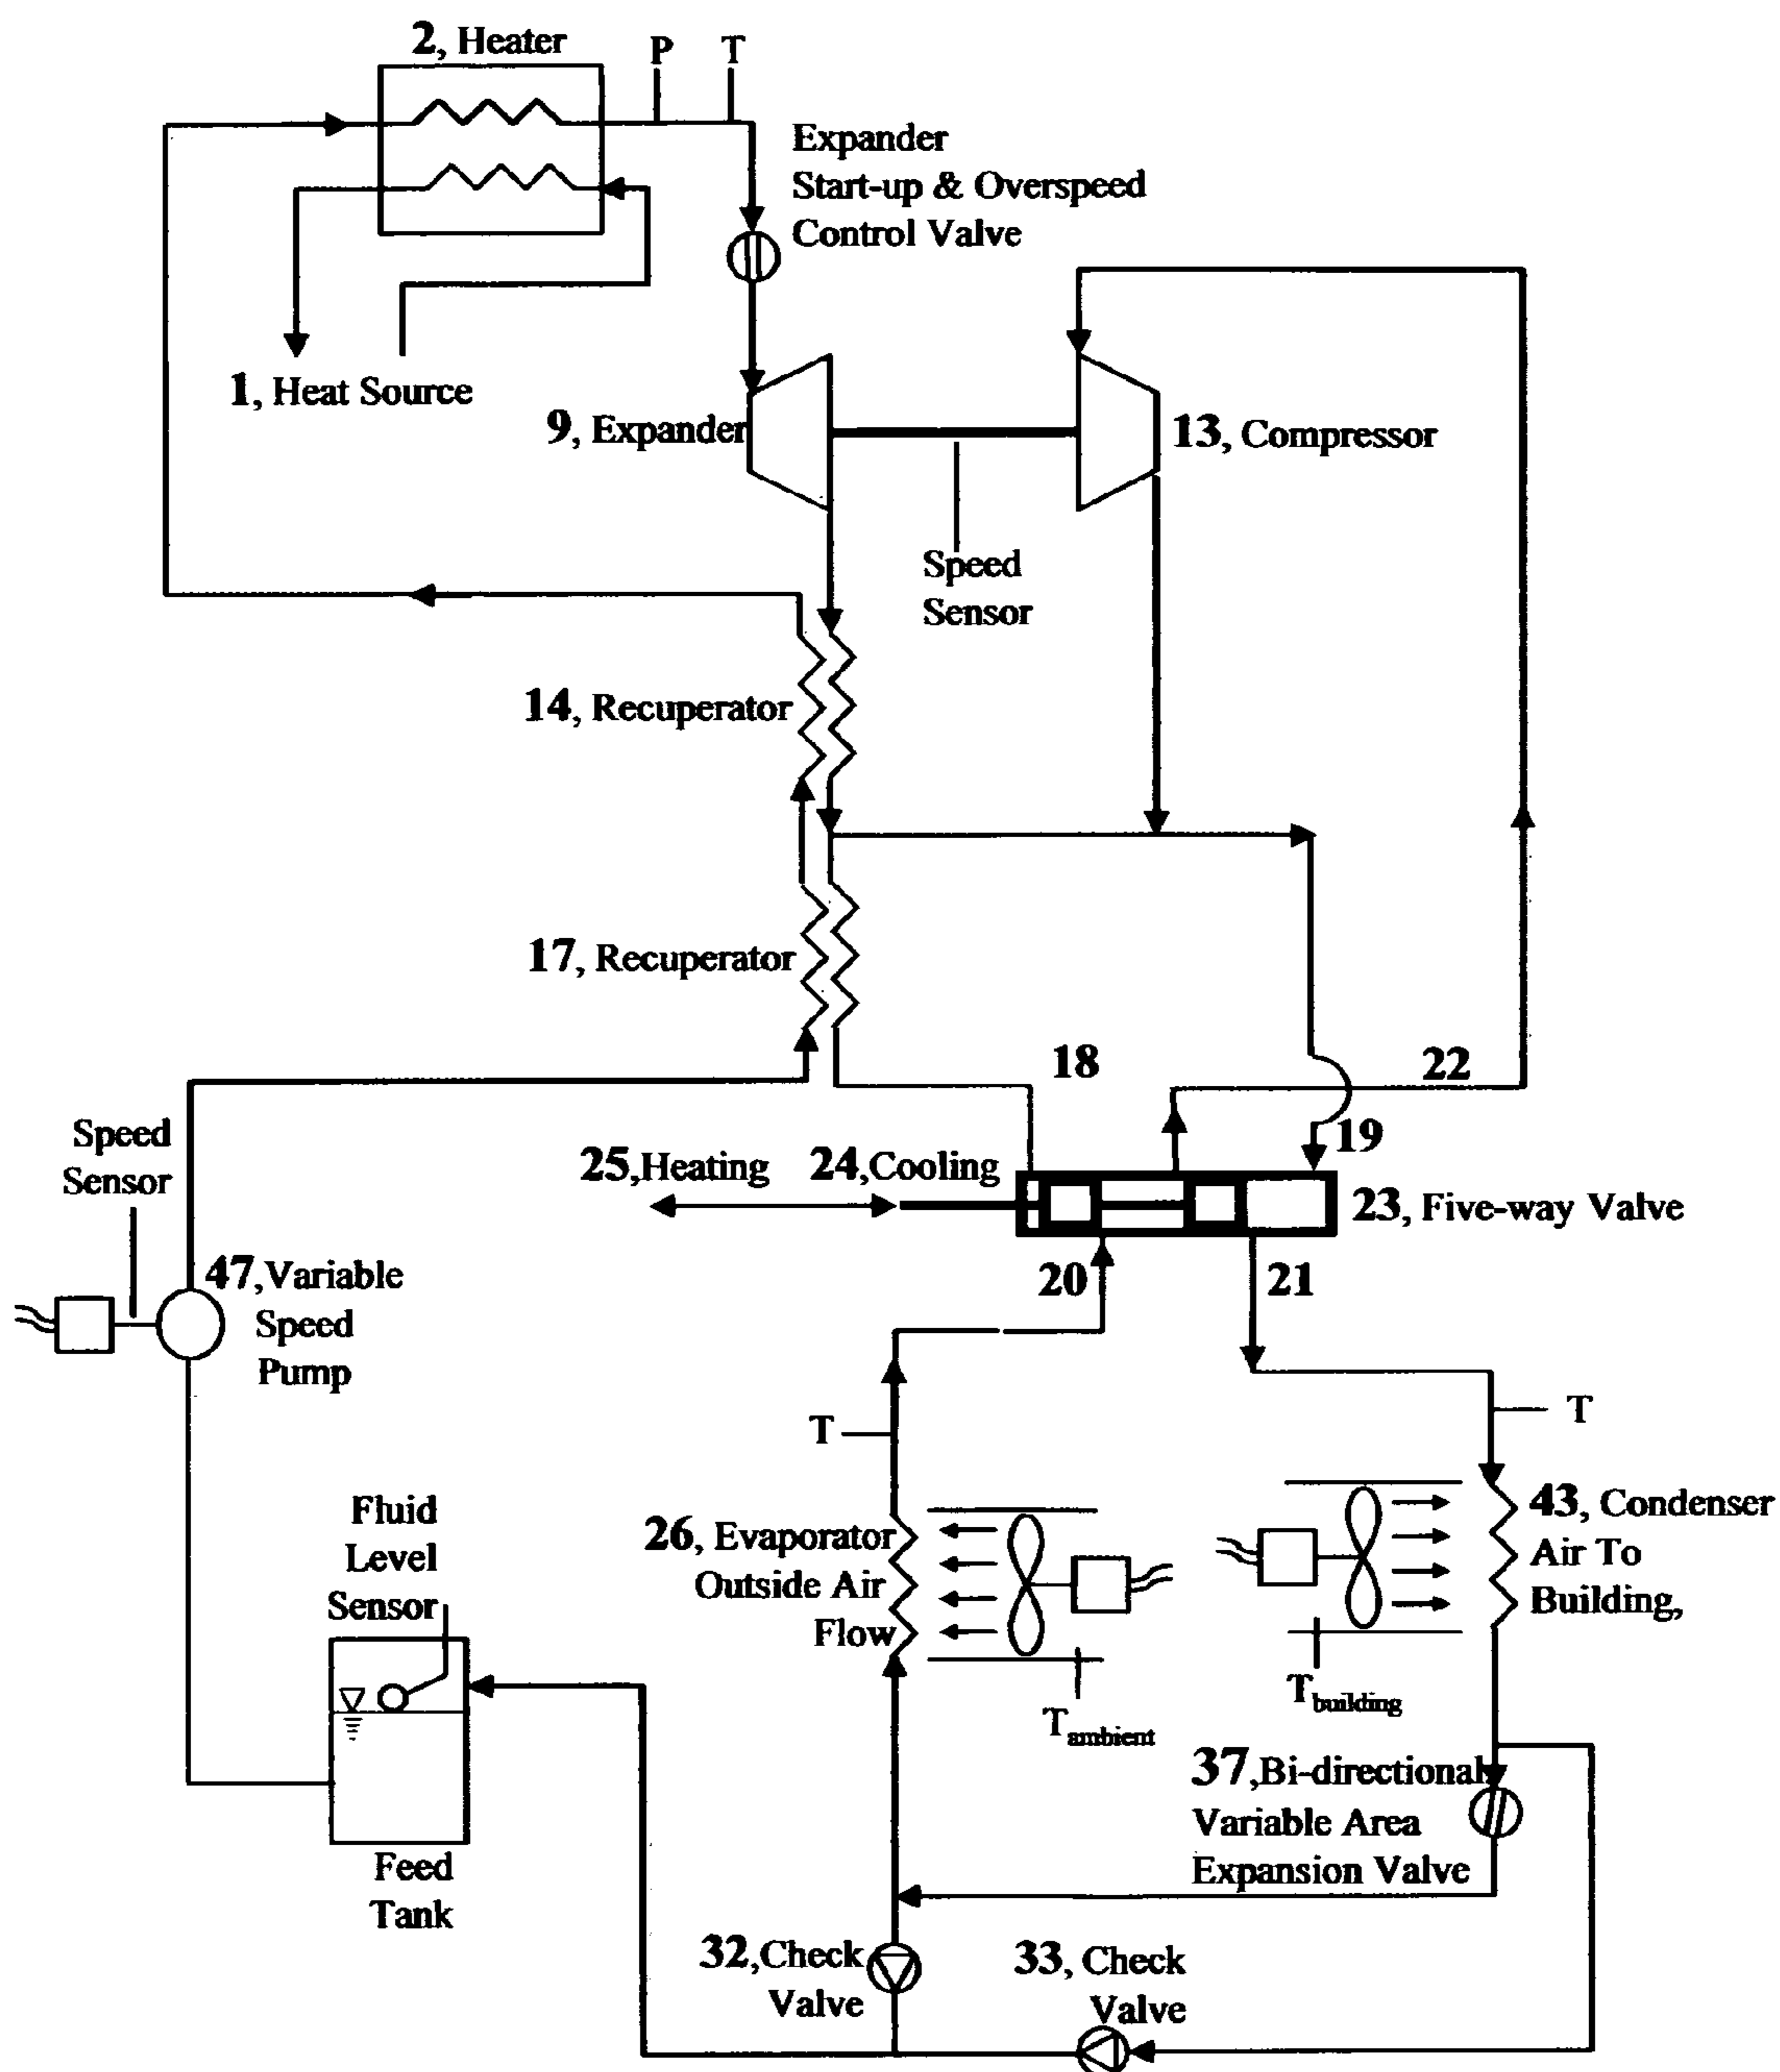 2, Heater
P
T
Expander
Start-up & Overspeed
Control Valve
1, Heat Source
9, Expander
13, Compressor
Speed
Sensor
14, Recuperator
17, Recuperator
18
22
19
Speed
Sensor
25,Heating
24,Cooling
23, Five-way Valve
20
21
47,Variable
Speed
Pump
T
T
Fluid
Level
Sensor
26, Evaporator
Outside Air
Flow
43, Condenser
Air To
Building,
Tambient
Tbuilding
37,Bi-directional
Variable Area
Expansion Valve
Feed
Tank
32,Check
Valve
33, Check
Valve